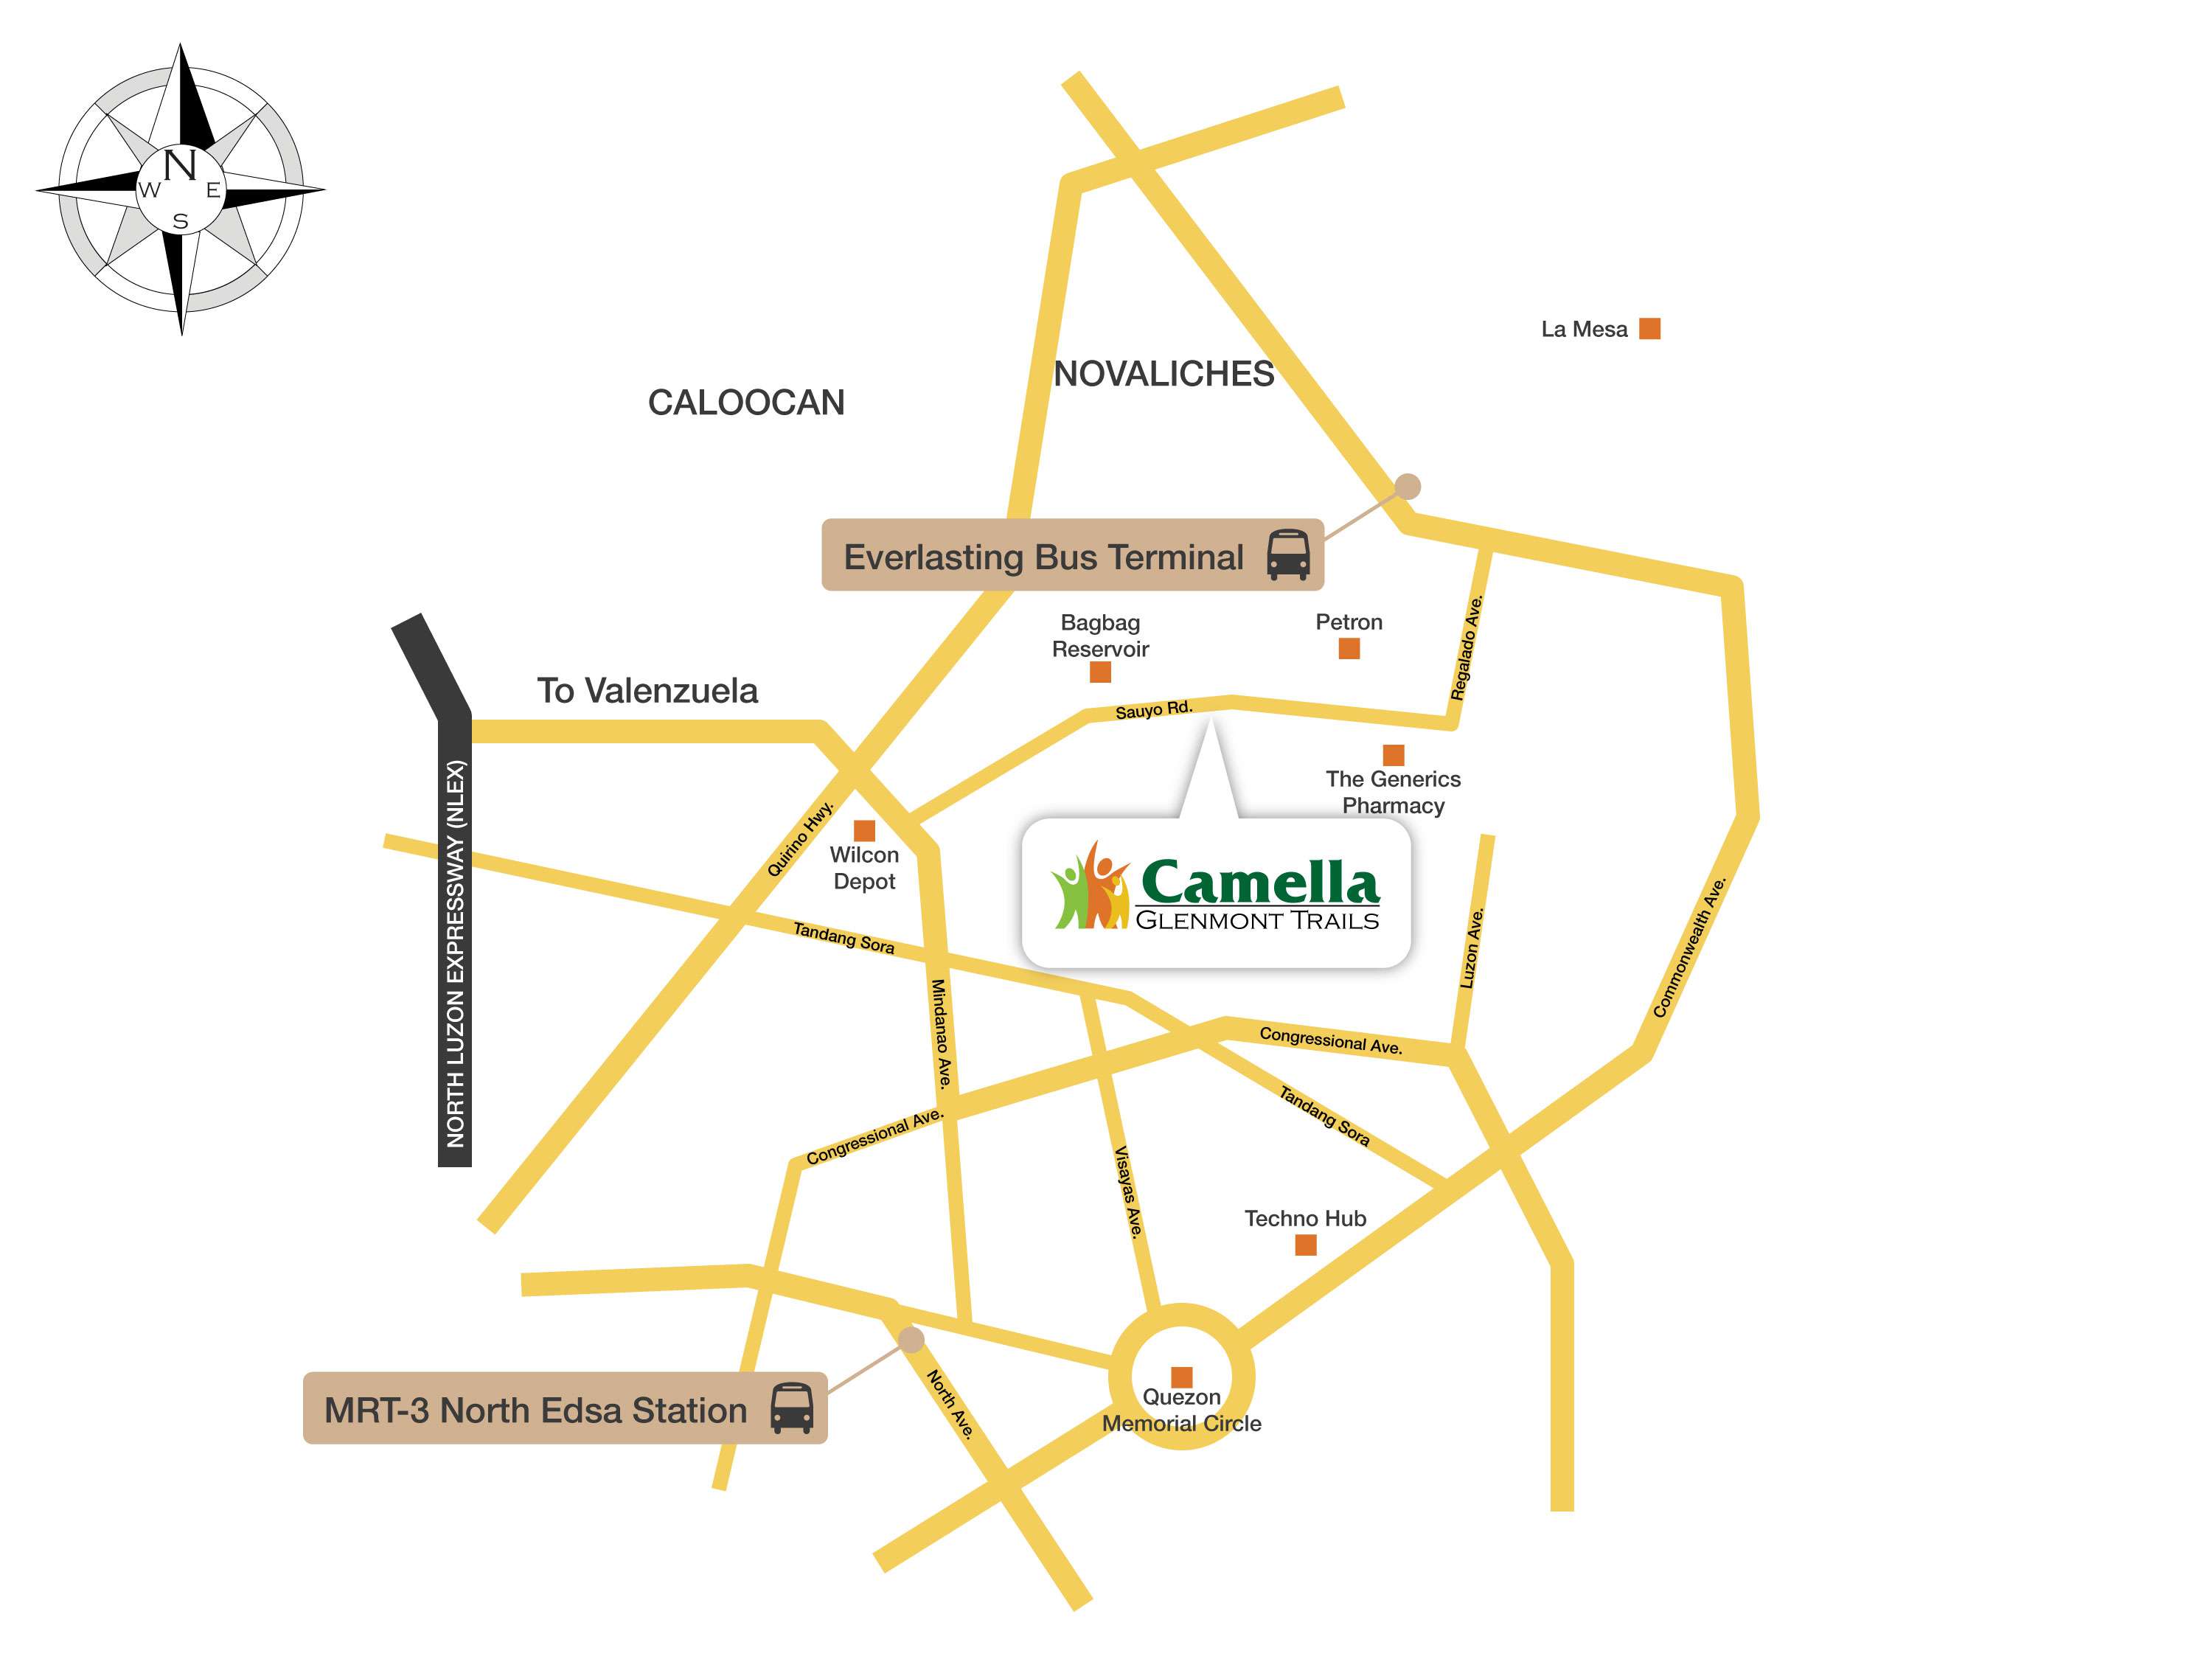 N
W E
S
La Mesa
NOVALICHES
CALOOCAN
Everlasting Bus Terminal
Bagbag
Reservoir
Petron
Regalado Ave.
To Valenzuela
Sauyo Rd.
The Generics
Pharmacy
NORTH LUZON EXPRESSWAY (NLEX)
Quirino Hwy.
Wilcon
Depot
Camella
GLENMONT TRAILS
Tandang Sora
Luzon Ave.
Commonwealth Ave.
Mindanao Ave.
Congressional Ave.
Congressional Ave.
Tandang Sora
Visayas Ave.
Techno Hub
MRT-3 North Edsa Station
North Ave.
Quezon
Memorial Circle